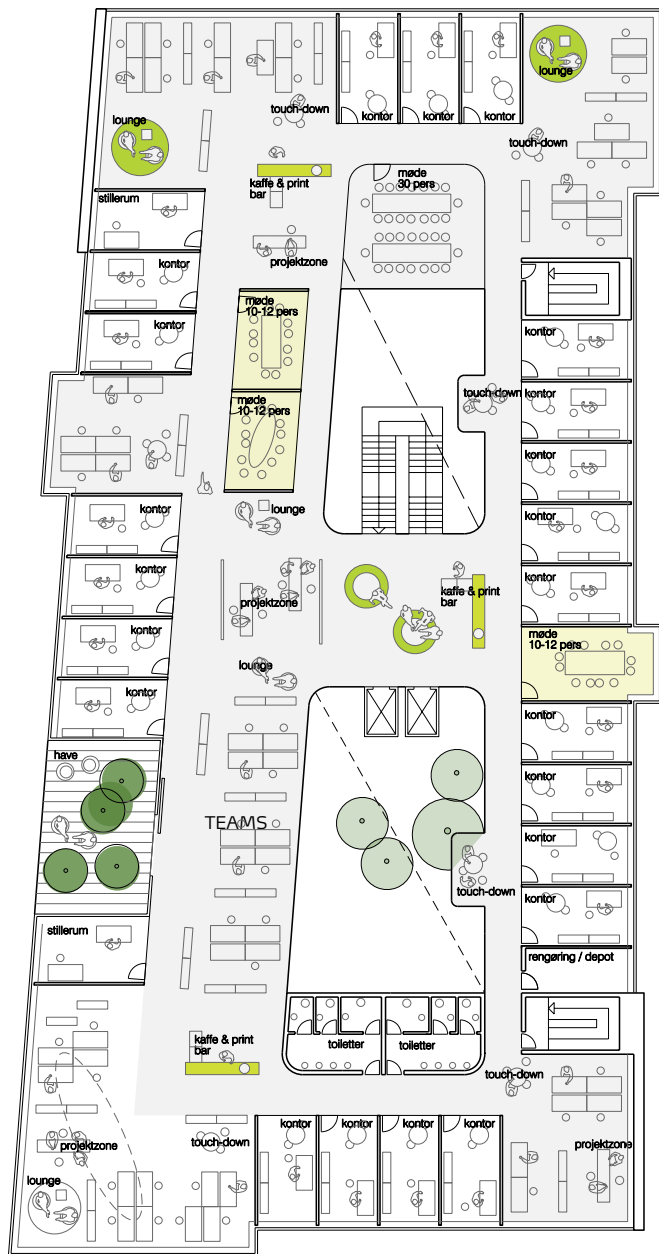 lounge
touch-down
kontor
kontor
kontor
lounge
touch-down
kaffe & print
bar
møde
30 pers
stillerum
projektzone
kontor
kontor
møde
10-12 pers
møde
10-12 pers
touch-down
kontor
kontor
kontor
kontor
kontor
lounge
kontor
kontor
kontor
kontor
projektzone
kaffe & print
bar
møde
10-12 pers
lounge
kontor
kontor
kontor
kontor
have
TEAMS
touch-down
stillerum
rengøring / depot
kaffe & print
bar
toiletter
toiletter
touch-down
projektzone
touch-down
kontor
kontor
kontor
kontor
projektzone
lounge